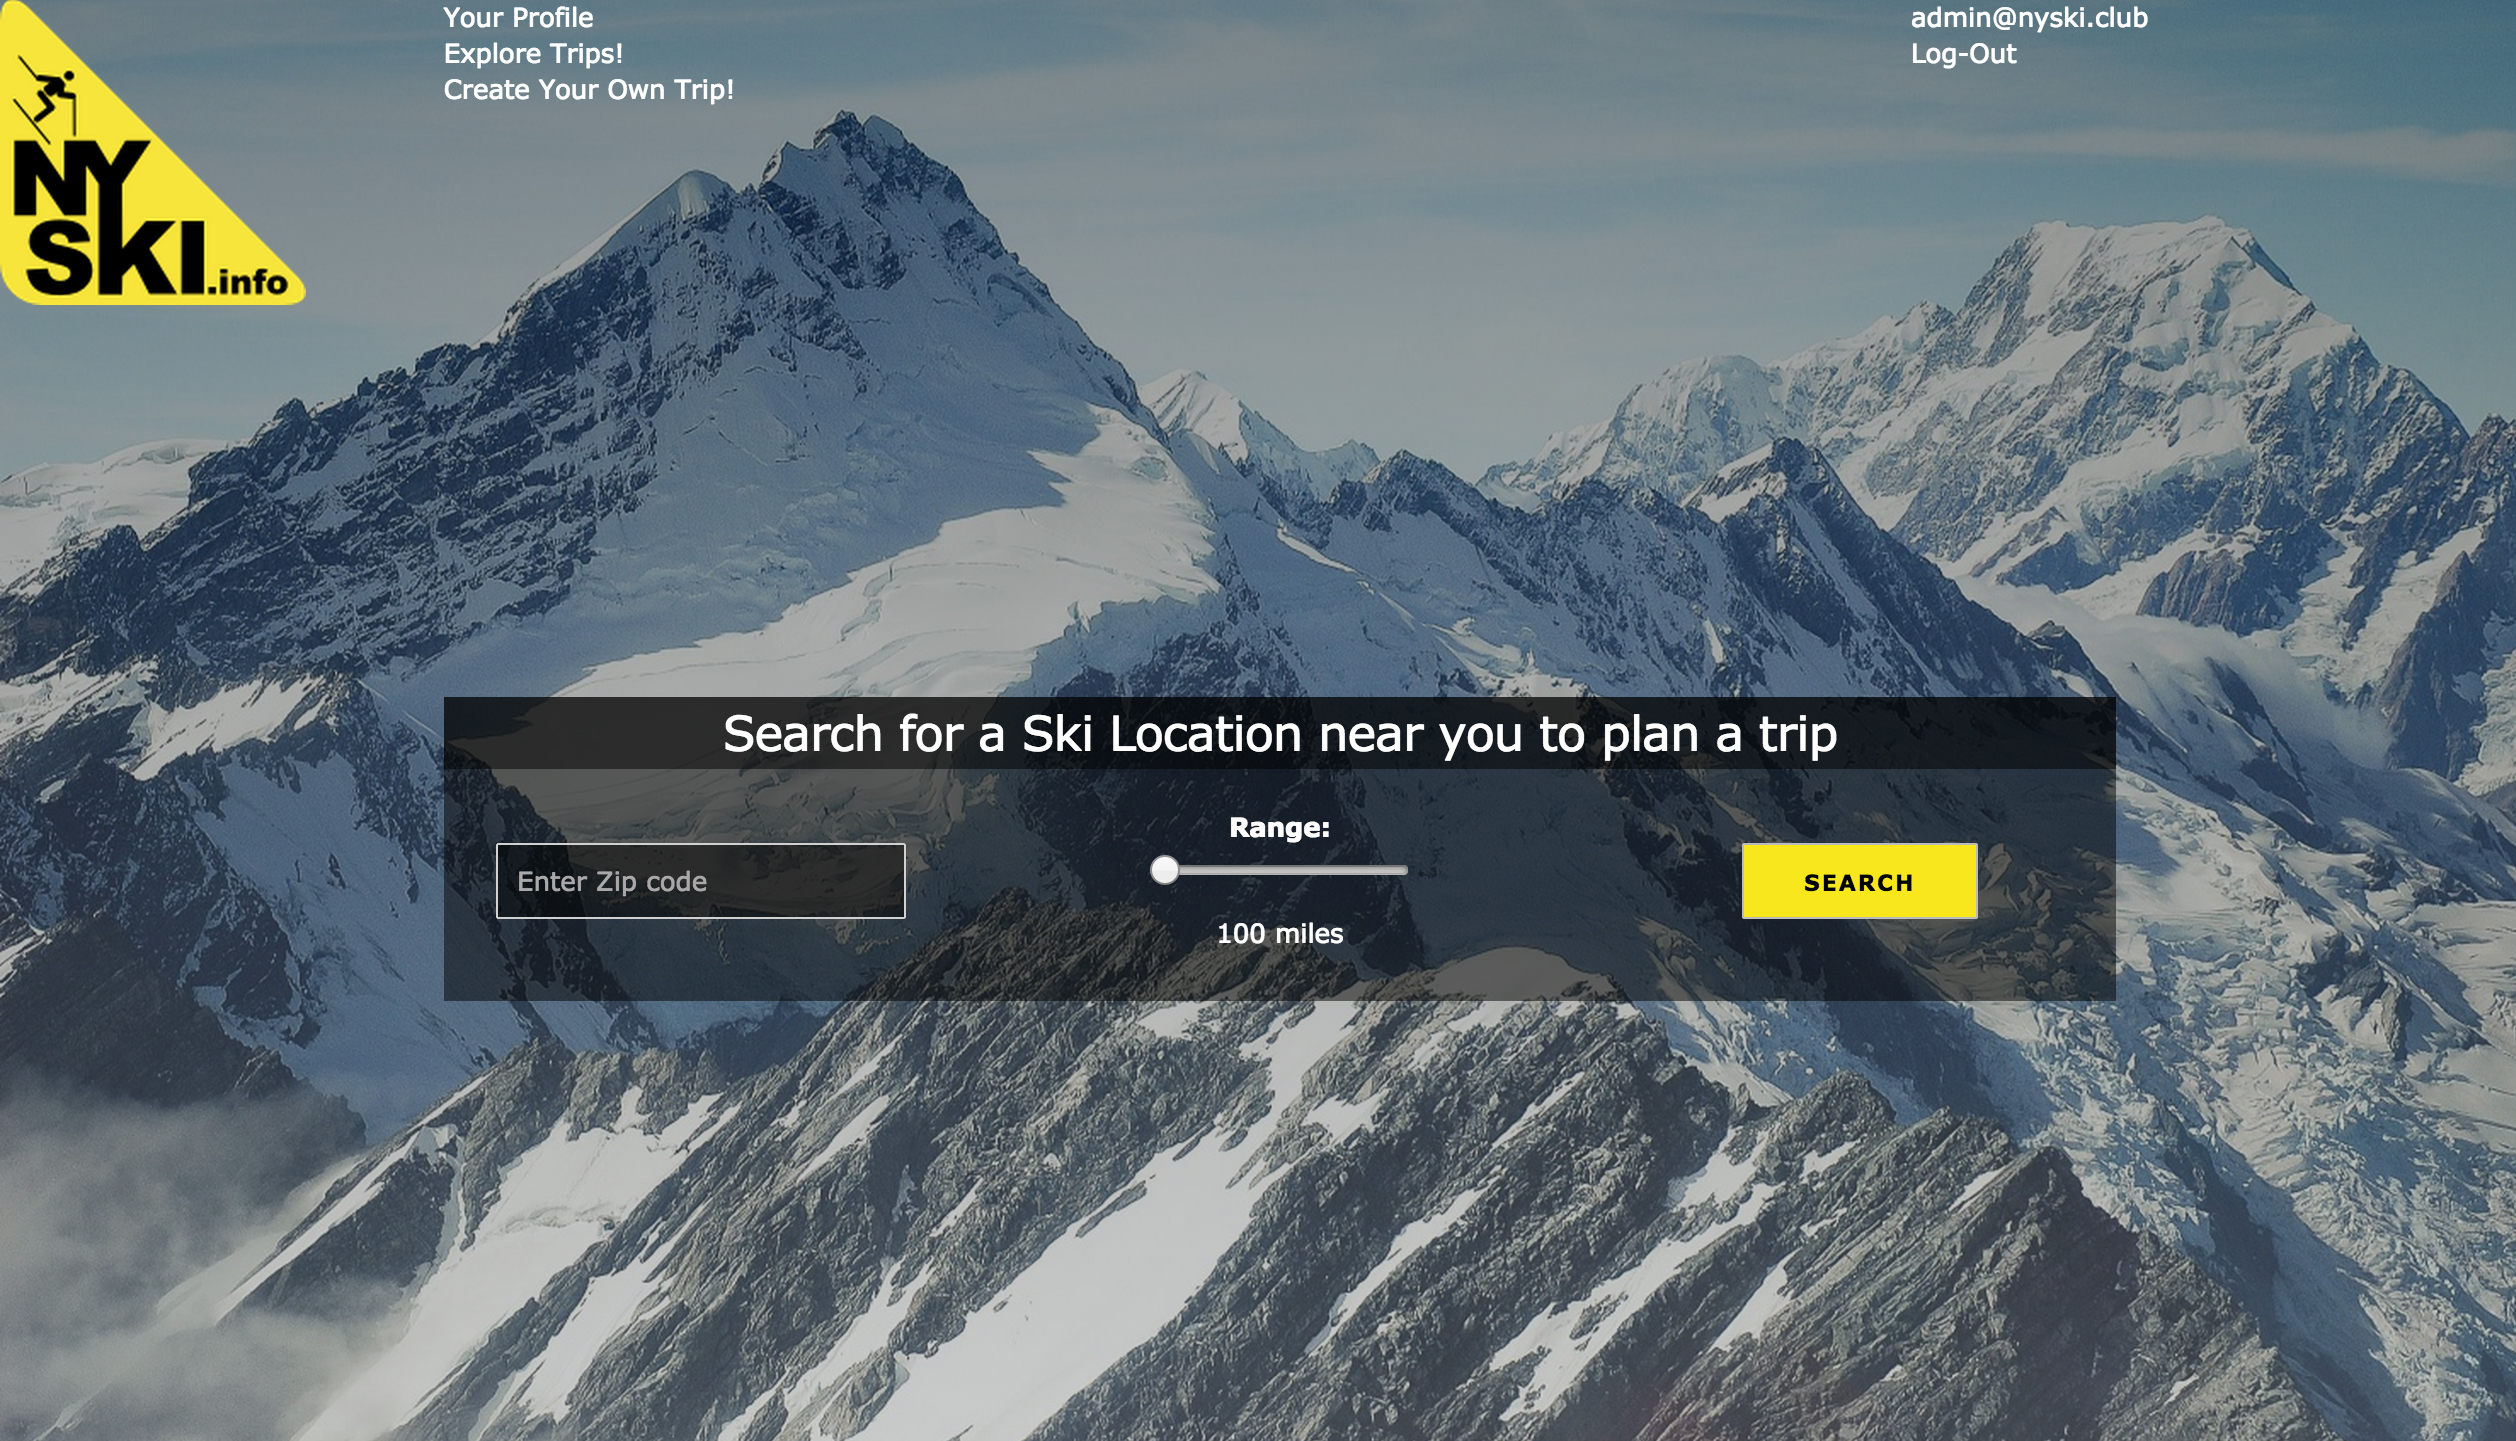 Your Profile
Explore Trips!
Create Your Own Trip!
admin@nyski.club
Log-Out
NY
SKI.info
Search for a Ski Location near you to plan a trip
Enter Zip code
Range:
100 miles
SEARCH